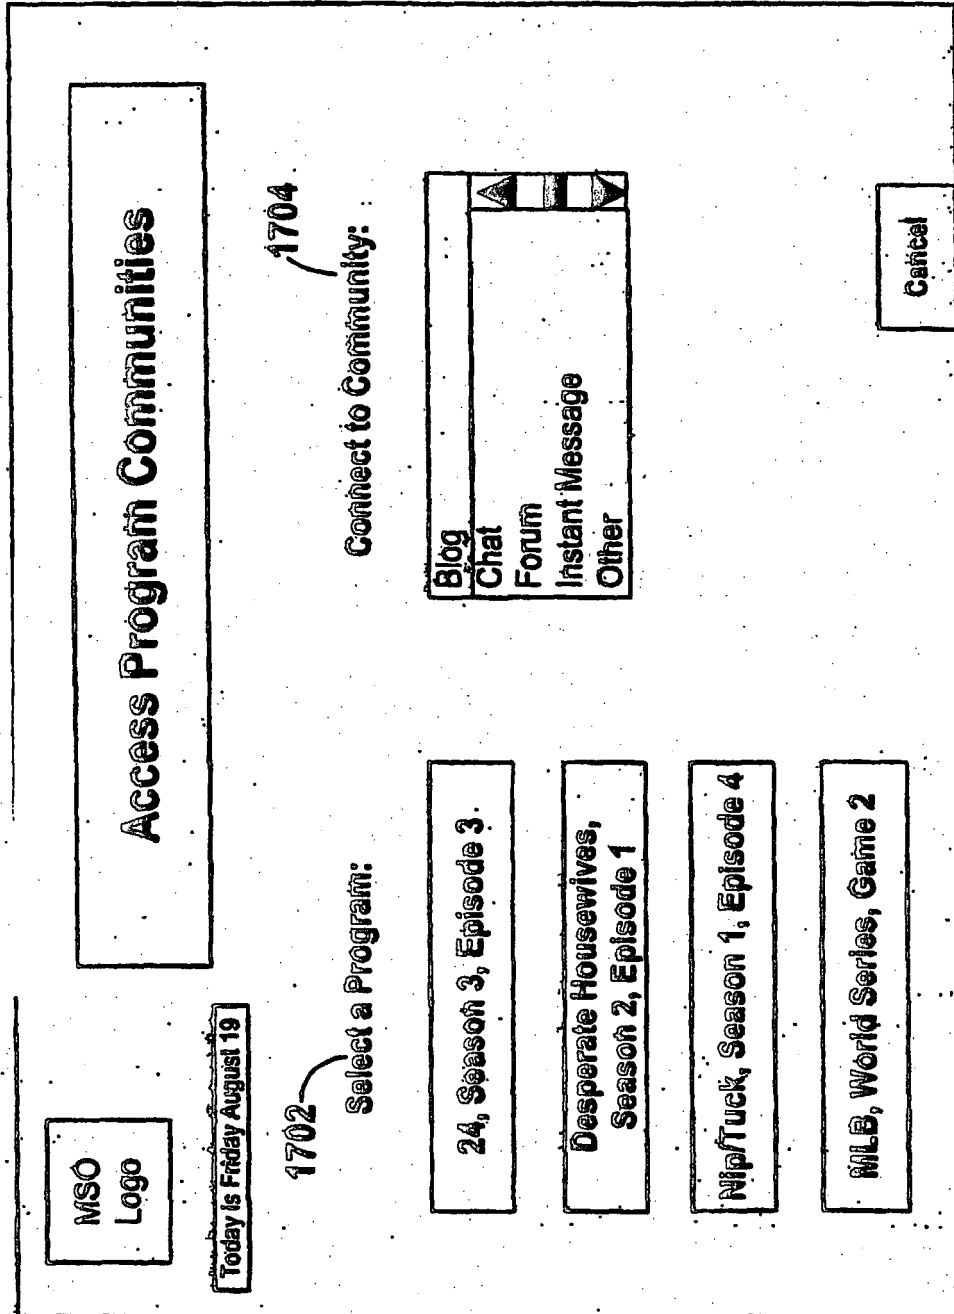 MSO
Logo
Access Program Communities
Today is Friday August 19
1702
Select a Program:
24, Season 3, Episode 3
Desperate Housewives,
Season 2, Episode 1
Nip/Tuck, Season 1, Episode 4
MLB, World Series, Game 2
1704
Connect to Community:
Blog
Chat
Forum
Instant Message
Other
Cancel